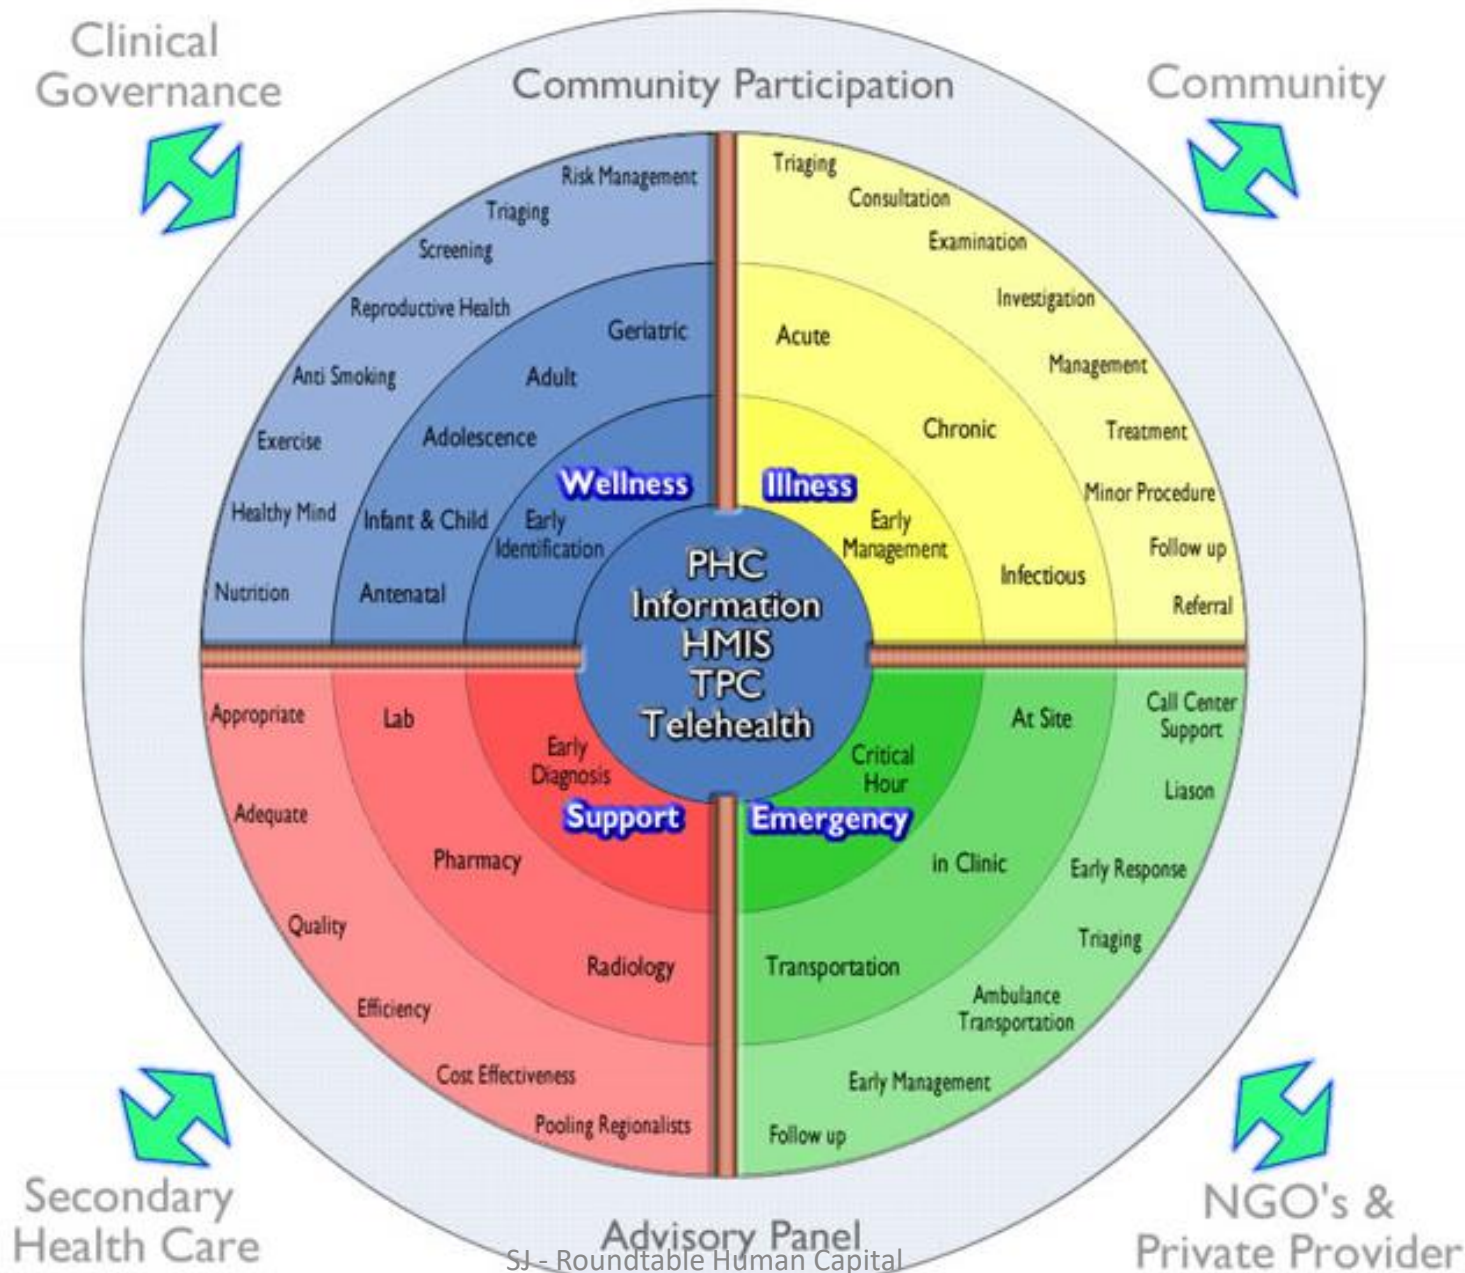 Clinical
Governance
Community Participation
Community
Risk Management
Triaging
Screening
Reproductive Health
Anti Smoking
Exercise
Healthy Mind
Nutrition
Geriatric
Adult
Adolescence
Infant & Child
Antenatal
Wellness
Early
Identification
Triaging
Consultation
Examination
Investigation
Management
Treatment
Minor Procedure
Follow up
Referral
Acute
Chronic
Infectious
Illness
Early
Management
PHC
Information
HMIS
TPC
Telehealth
Appropriate
Adequate
Quality
Efficiency
Cost Effectiveness
Pooling Regionalists
Lab
Pharmacy
Radiology
Early
Diagnosis
Support
Critical
Hour
Emergency
At Site
in Clinic
Transportation
Call Center
Support
Liason
Early Response
Triaging
Ambulance
Transportation
Early Management
Follow up
Secondary
Health Care
Advisory Panel
SJ - Roundtable Human Capital
NGO's &
Private Provider